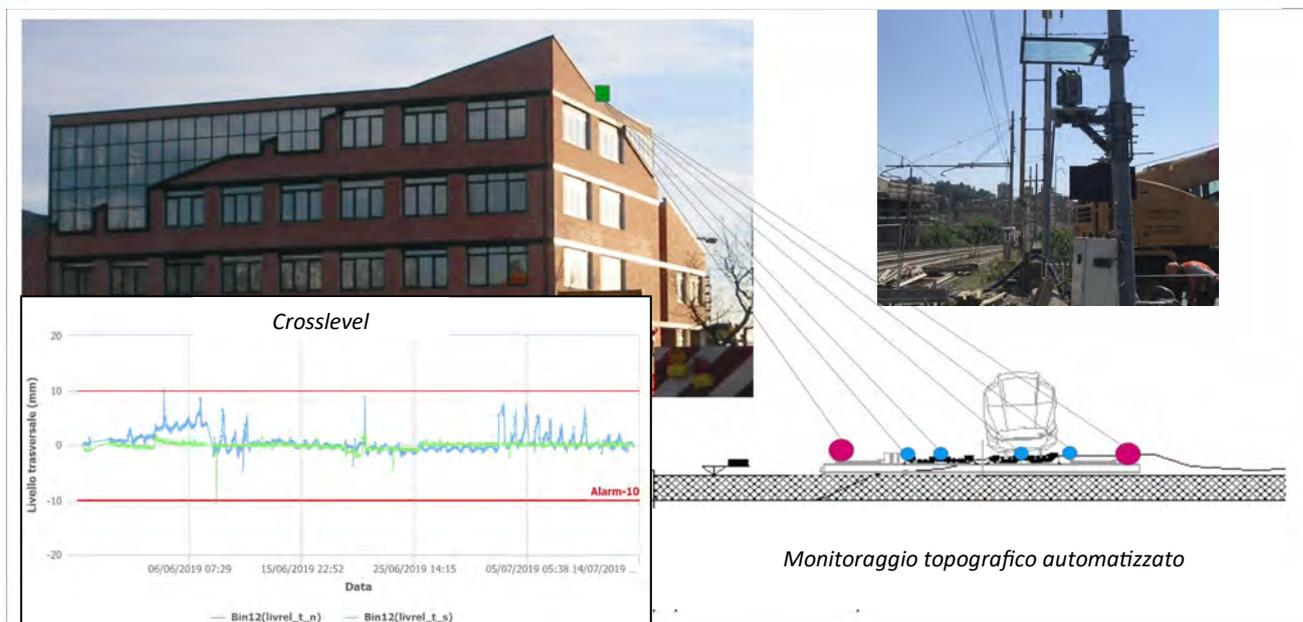 Crosslevel
20
10
0
-10
-20
Livello trasversale (mm)
Alarm-10
06/06/2019 07:29
15/06/2019 22:52
25/06/2019 14:15
05/07/2019 05:38
14/07/2019 ...
Data
Bin12(livrel_t_n)
Bin12(livrel_t_s)
Monitoraggio topografico automatizzato